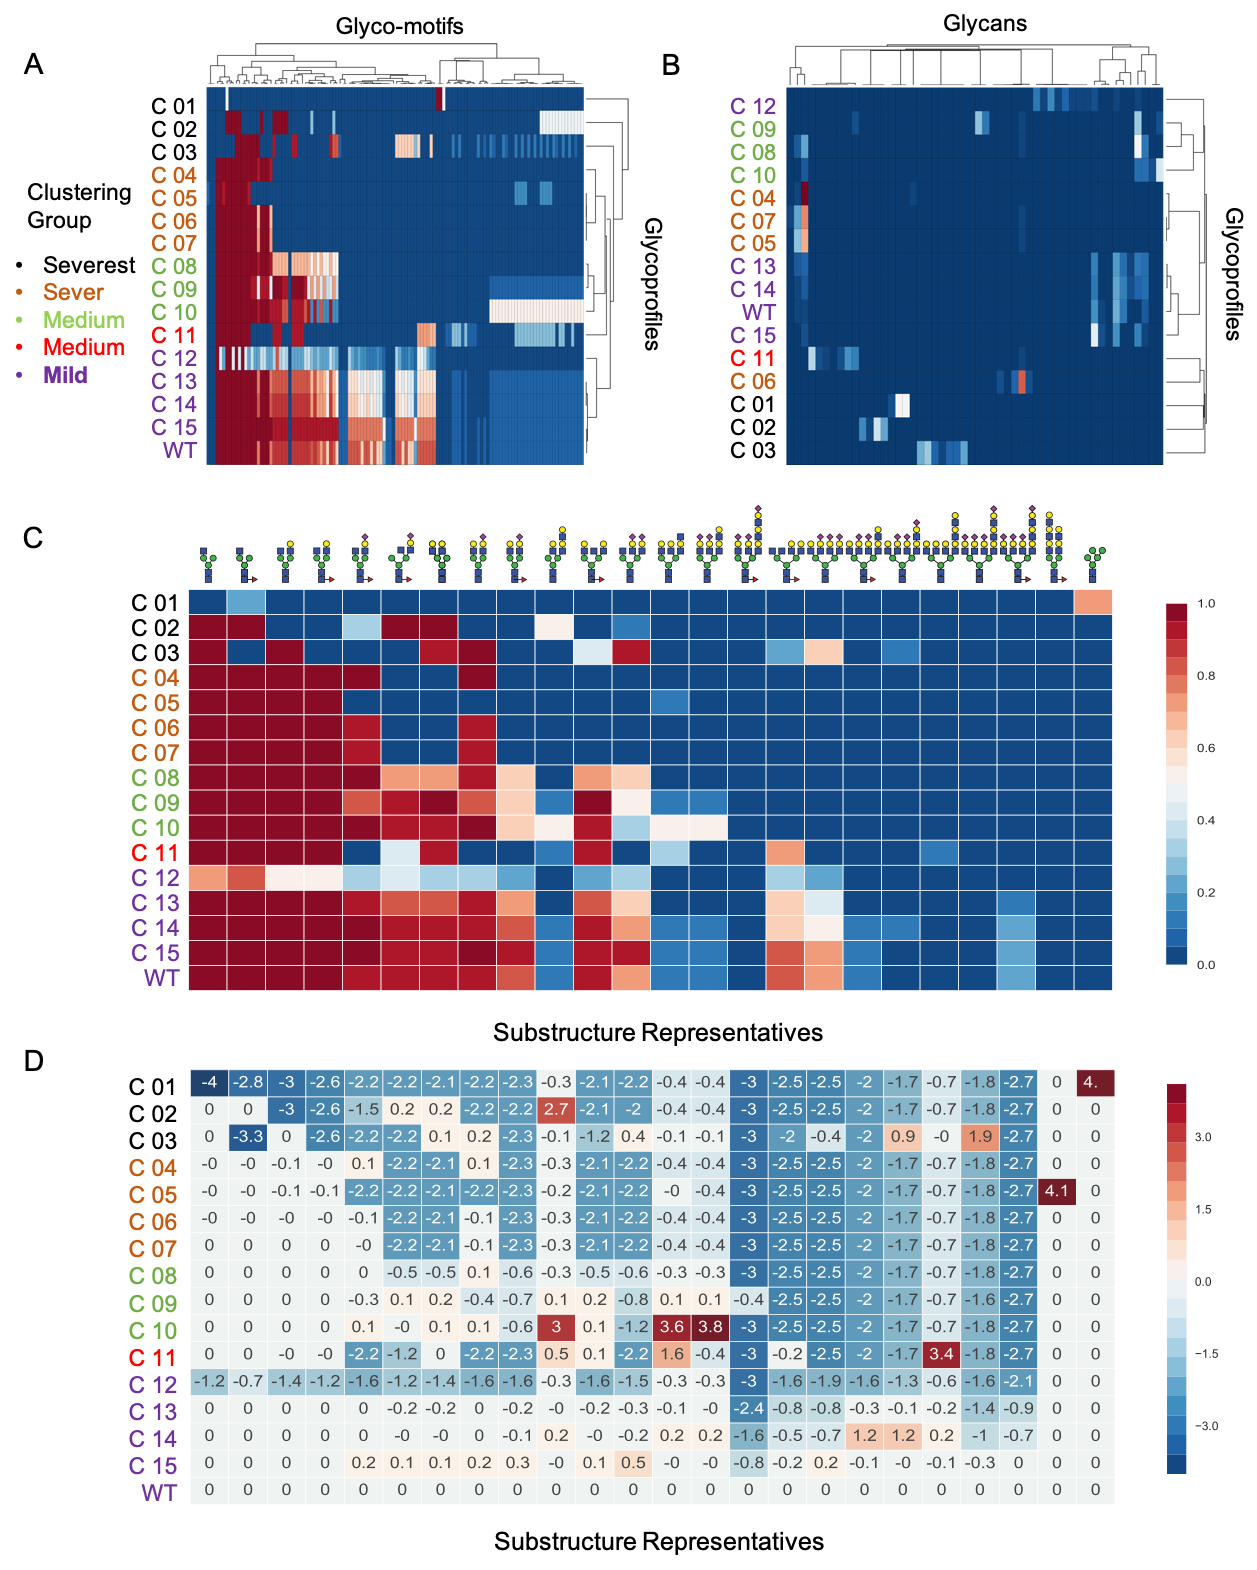 A
Glyco-motifs
C 01
C 02
C 03
C 04
C 05
C 06
C 07
C 08
C 09
C 10
C 11
C 12
C 13
C 14
C 15
WT
Glycoprofiles
Clustering
Group
• Severest
• Sever
• Medium
• Medium
• Mild
B
Glycans
C 12
C 09
C 08
C 10
C 04
C 07
C 05
C 13
C 14
WT
C 15
C 11
C 06
C 01
C 02
C 03
Glycoprofiles
C
C 01
C 02
C 03
C 04
C 05
C 06
C 07
C 08
C 09
C 10
C 11
C 12
C 13
C 14
C 15
WT
1.0
0.8
0.6
0.4
0.2
0.0
Substructure Representatives
D
C 01 -4 -2.8 -3 -2.6 -2.2 -2.2 -2.1 -2.2 -2.3 -0.3 -2.1 -2.2 -0.4 -0.4 -3 -2.5 -2.5 -2 -1.7 -0.7 -1.8 -2.7 0 4.
C 02 0 0 -3 -2.6 -1.5 0.2 0.2 -2.2 -2.2 2.7 -2.1 -2 -0.4 -0.4 -3 -2.5 -2.5 -2 -1.7 -0.7 -1.8 -2.7 0 0
C 03 0 -3.3 0 -2.6 -2.2 -2.2 0.1 0.2 -2.3 -0.1 -1.2 0.4 -0.1 -0.1 -3 -2 -0.4 -2 0.9 -0 1.9 -2.7 0 0
C 04 -0 -0 -0.1 -0 0.1 -2.2 -2.1 0.1 -2.3 -0.3 -2.1 -2.2 -0.4 -0.4 -3 -2.5 -2.5 -2 -1.7 -0.7 -1.8 -2.7 0 0
C 05 -0 -0 -0.1 -0.1 -2.2 -2.2 -2.1 -2.2 -2.3 -0.2 -2.1 -2.2 -0 -0.4 -3 -2.5 -2.5 -2 -1.7 -0.7 -1.8 -2.7 4.1 0
C 06 -0 -0 -0 -0 -0.1 -2.2 -2.1 -0.1 -2.3 -0.3 -2.1 -2.2 -0.4 -0.4 -3 -2.5 -2.5 -2 -1.7 -0.7 -1.8 -2.7 0 0
C 07 0 0 0 0 -0 -2.2 -2.1 -0.1 -2.3 -0.3 -2.1 -2.2 -0.4 -0.4 -3 -2.5 -2.5 -2 -1.7 -0.7 -1.8 -2.7 0 0
C 08 0 0 0 0 0 -0.5 -0.5 0.1 -0.6 -0.3 -0.5 -0.6 -0.3 -0.3 -3 -2.5 -2.5 -2 -1.7 -0.7 -1.8 -2.7 0 0
C 09 0 0 0 0 -0.3 0.1 0.2 -0.4 -0.7 0.1 0.2 -0.8 0.1 0.1 -0.4 -2.5 -2.5 -2 -1.7 -0.7 -1.6 -2.7 0 0
C 10 0 0 0 0 0.1 -0 0.1 0.1 -0.6 3 0.1 -1.2 3.6 3.8 -3 -2.5 -2.5 -2 -1.7 -0.7 -1.8 -2.7 0 0
C 11 0 0 -0 -0 -2.2 -1.2 0 -2.2 -2.3 0.5 0.1 -2.2 1.6 -0.4 -3 -0.2 -2.5 -2 -1.7 3.4 -1.8 -2.7 0 0
C 12 -1.2 -0.7 -1.4 -1.2 -1.6 -1.2 -1.4 -1.6 -1.6 -0.3 -1.6 -1.5 -0.3 -0.3 -3 -1.6 -1.9 -1.6 -1.3 -0.6 -1.6 -2.1 0 0
C 13 0 0 0 0 0 -0.2 -0.2 0 -0.2 -0 -0.2 -0.3 -0.1 -0 -2.4 -0.8 -0.8 -0.3 -0.1 -0.2 -1.4 -0.9 0 0
C 14 0 0 0 0 0 -0 -0 0 -0.1 0.2 -0 -0.2 0.2 0.2 -1.6 -0.5 -0.7 1.2 1.2 0.2 -1 -0.7 0 0
C 15 0 0 0 0 0.2 0.1 0.1 0.2 0.3 -0 0.1 0.5 -0 -0 -0.8 -0.2 0.2 -0.1 -0 -0.1 -0.3 0 0 0
WT 0 0 0 0 0 0 0 0 0 0 0 0 0 0 0 0 0 0 0 0 0 0 0 0
3.0
1.5
0.0
−1.5
−3.0
Substructure Representatives